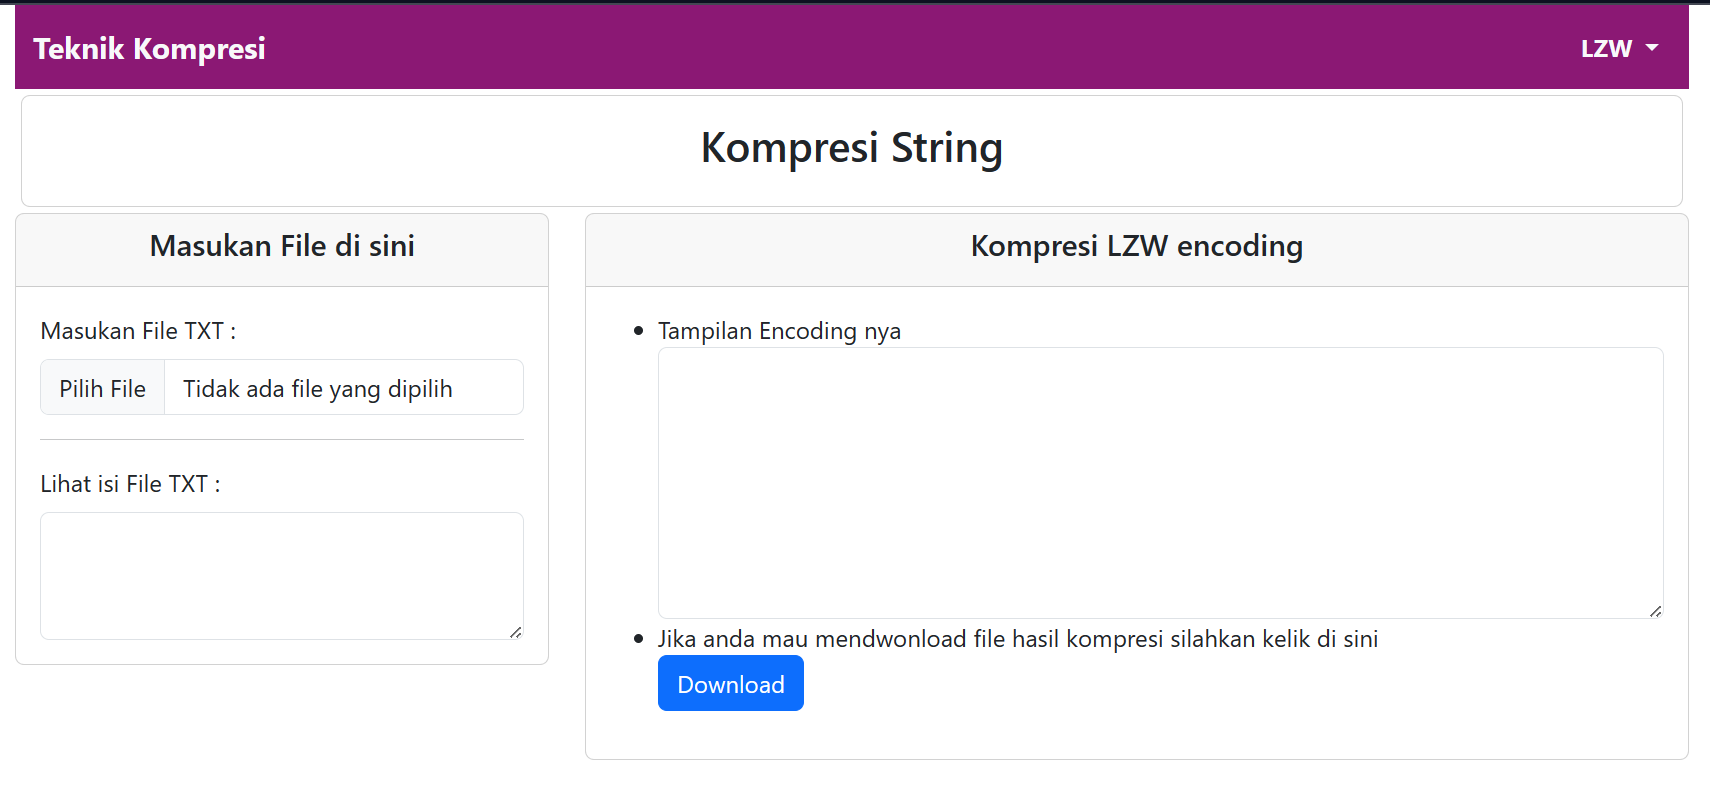 Teknik Kompresi
LZW
Kompresi String
Masukan File di sini
Masukan File TXT :
Pilih File
Tidak ada file yang dipilih
Lihat isi File TXT :
Kompresi LZW encoding
Tampilan Encoding nya
Jika anda mau mendwonload file hasil kompresi silahkan kelik di sini
Download